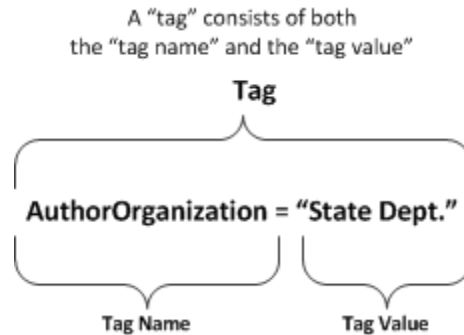 A “tag” consists of both
the “tag name” and the “tag value”
Tag
AuthorOrganization = “State Dept.”
Tag Name Tag Value